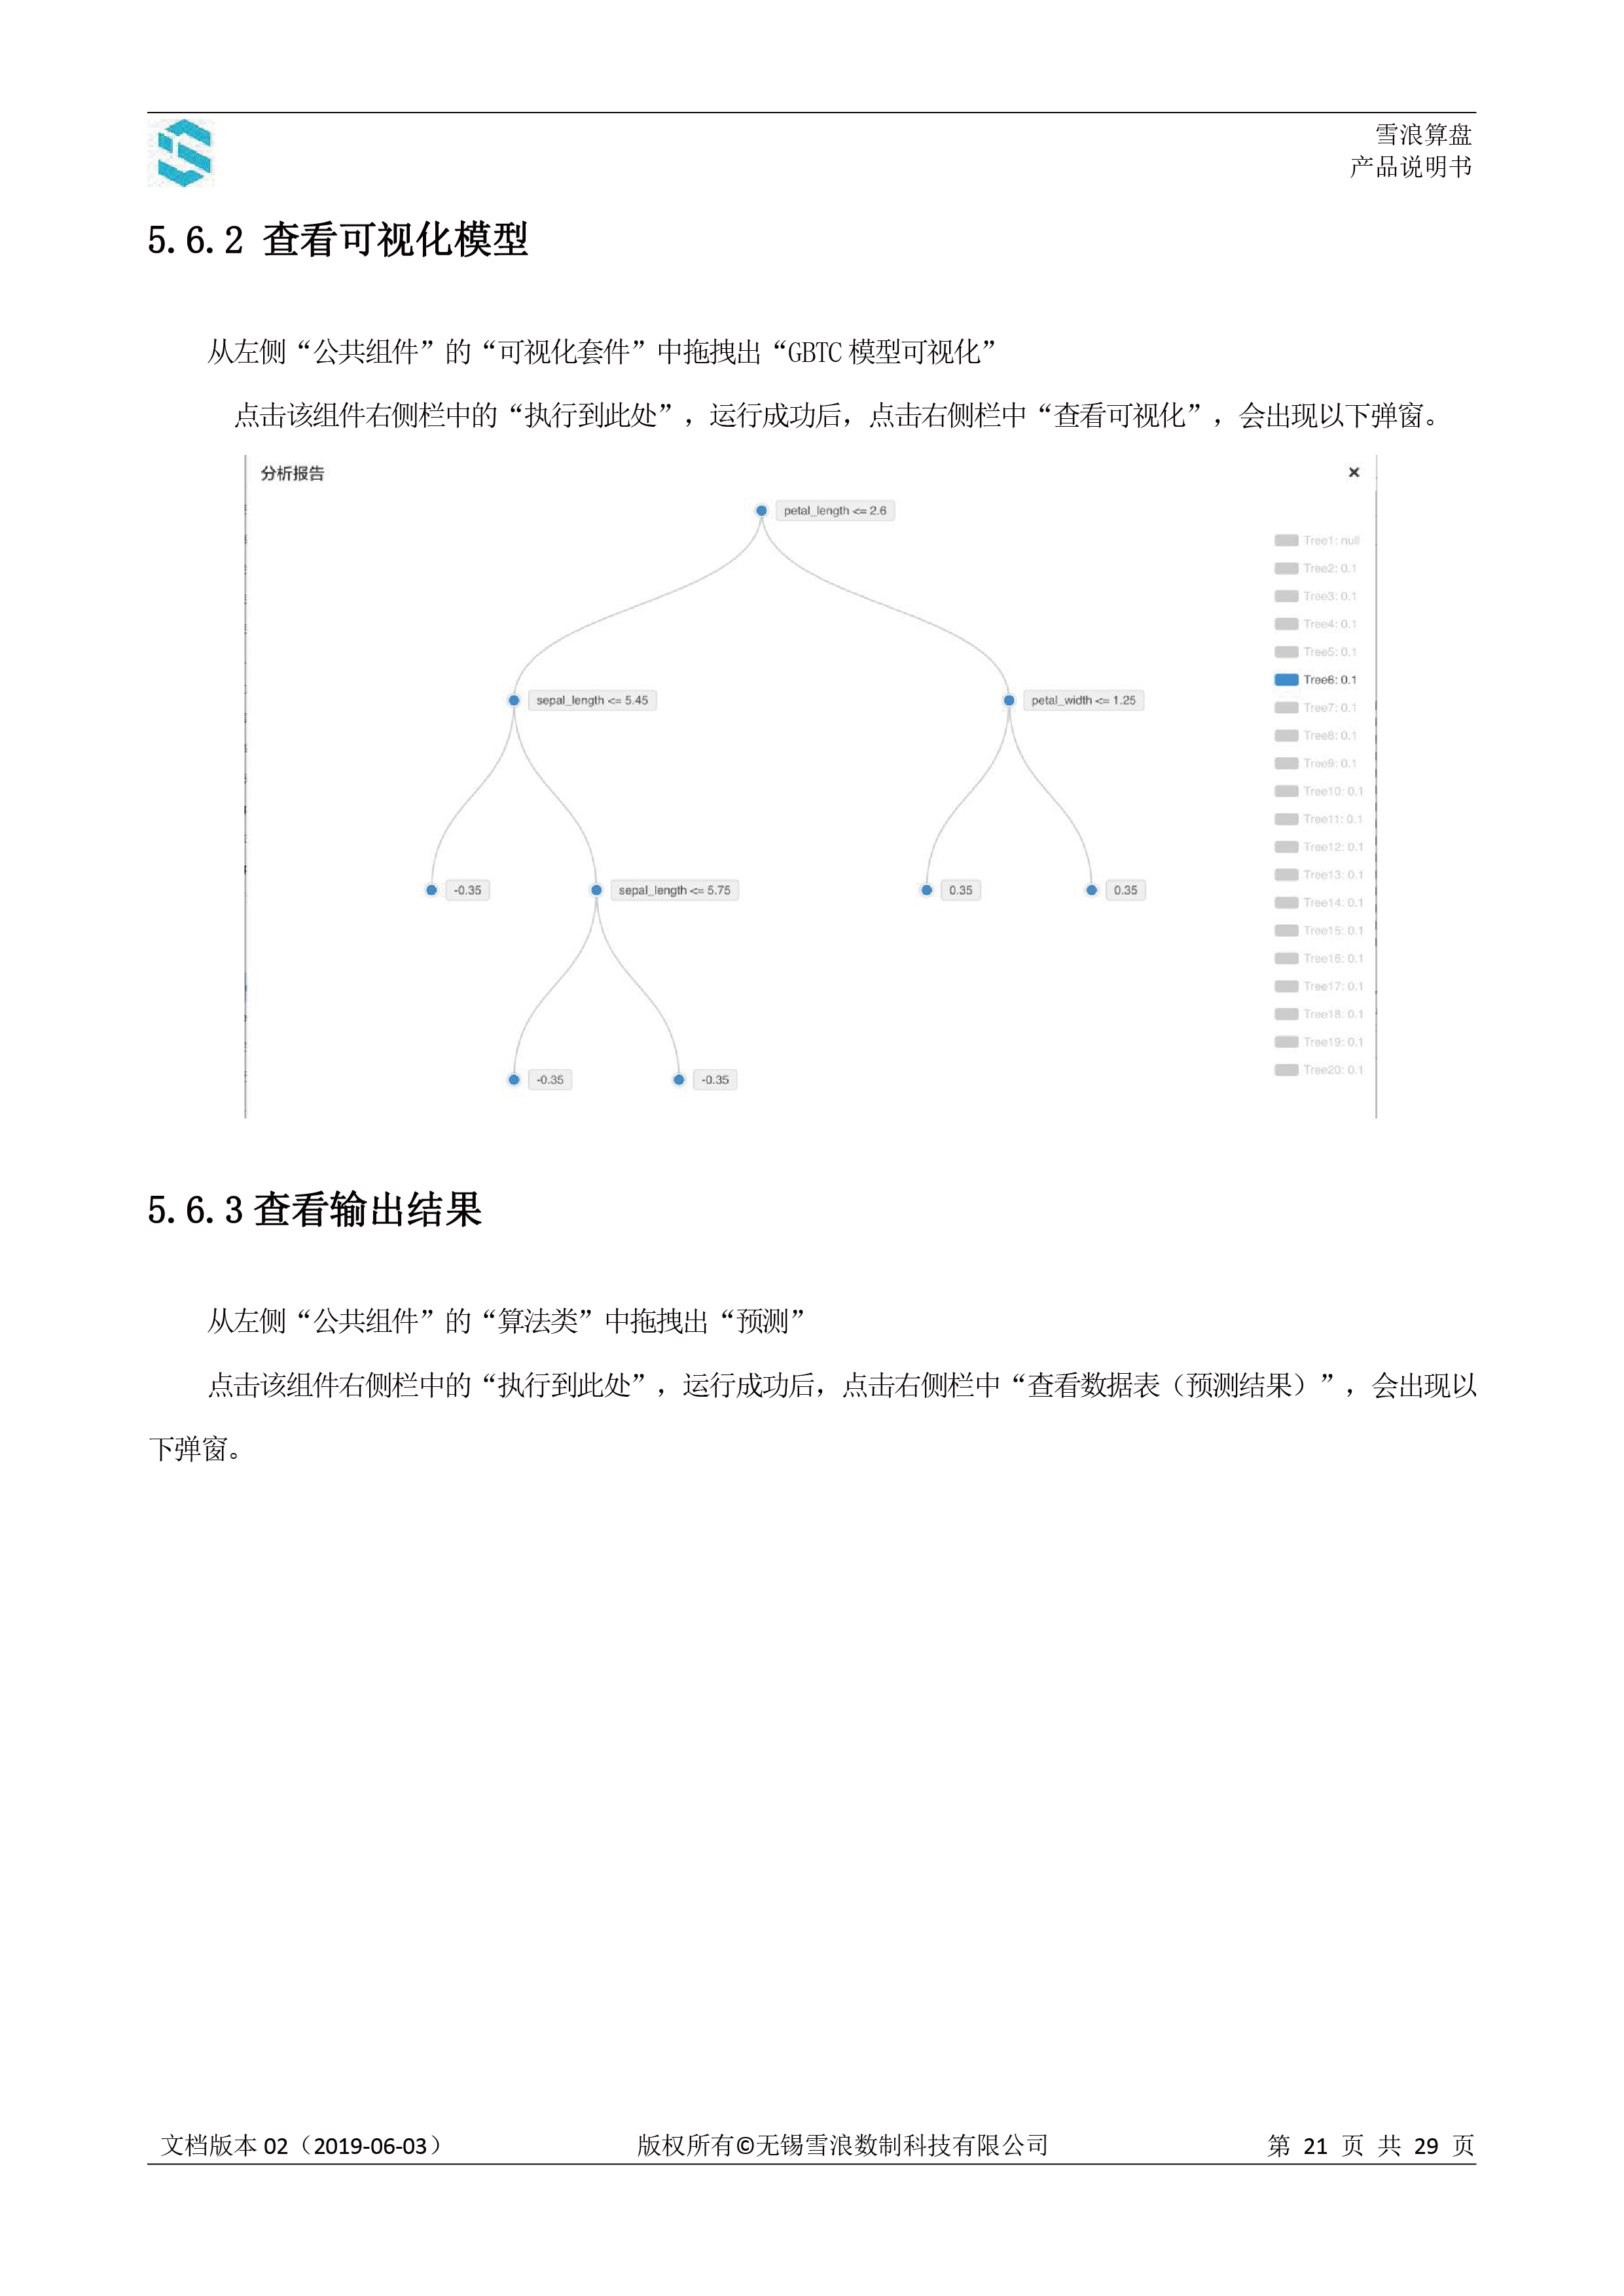 雪浪算盘
产品说明书
5.6.2 查看可视化模型
从左侧“公共组件”的“可视化套件”中拖拽出“GBTC 模型可视化”
点击该组件右侧栏中的“执行到此处”，运行成功后，点击右侧栏中“查看可视化”，会出现以下弹窗。
分析报告
×
petal_length <= 2.6
sepal_length <= 5.45
petal_width <= 1.25
-0.35
sepal_length <= 5.75
0.35
0.35
-0.35
-0.35
Tree1: null
Tree2: 0.1
Tree3: 0.1
Tree4: 0.1
Tree5: 0.1
Tree6: 0.1
Tree7: 0.1
Tree8: 0.1
Tree9: 0.1
Tree10: 0.1
Tree11: 0.1
Tree12: 0.1
Tree13: 0.1
Tree14: 0.1
Tree15: 0.1
Tree16: 0.1
Tree17: 0.1
Tree18: 0.1
Tree19: 0.1
Tree20: 0.1
5.6.3 查看输出结果
从左侧“公共组件”的“算法类”中拖拽出“预测”
点击该组件右侧栏中的“执行到此处”，运行成功后，点击右侧栏中“查看数据表（预测结果）”，会出现以
下弹窗。
文档版本 02（2019-06-03） 版权所有©无锡雪浪数制科技有限公司 第 21 页 共 29 页